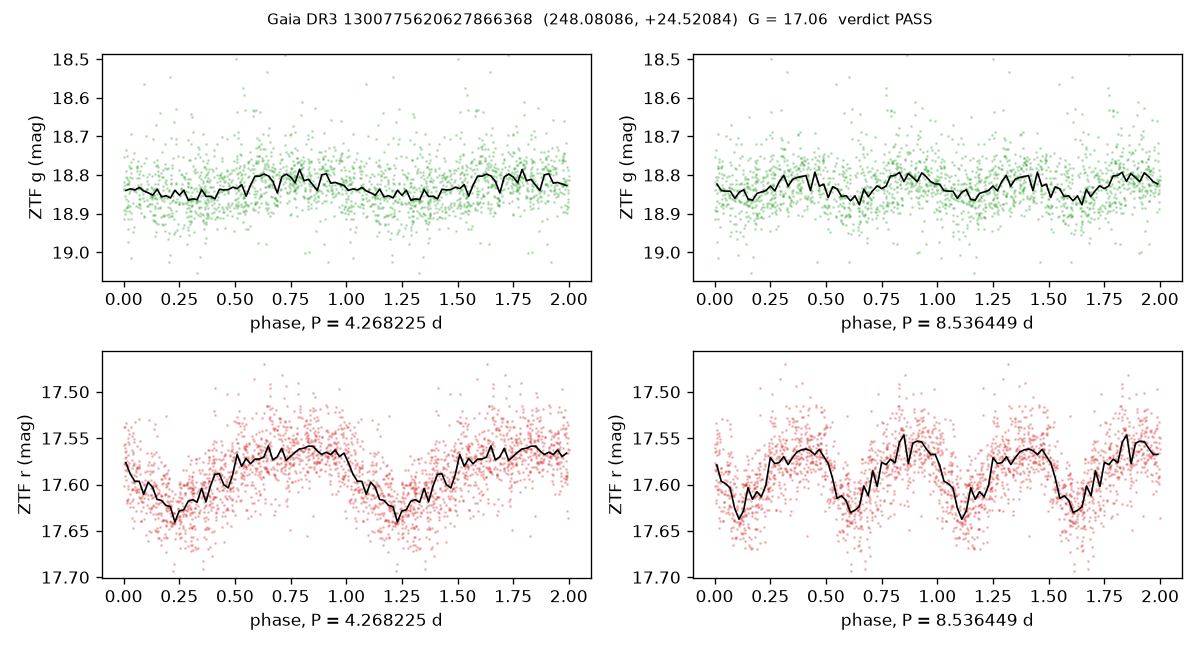 Gaia DR3 1300775620627866368  (248.08086, +24.52084)  G = 17.06  verdict PASS
ZTF g (mag)
18.5
18.6
18.7
18.8
18.9
19.0
0.00 0.25 0.50 0.75 1.00 1.25 1.50 1.75 2.00
phase, P = 4.268225 d
ZTF g (mag)
18.5
18.6
18.7
18.8
18.9
19.0
0.00 0.25 0.50 0.75 1.00 1.25 1.50 1.75 2.00
phase, P = 8.536449 d
ZTF r (mag)
17.50
17.55
17.60
17.65
17.70
0.00 0.25 0.50 0.75 1.00 1.25 1.50 1.75 2.00
phase, P = 4.268225 d
ZTF r (mag)
17.50
17.55
17.60
17.65
17.70
0.00 0.25 0.50 0.75 1.00 1.25 1.50 1.75 2.00
phase, P = 8.536449 d